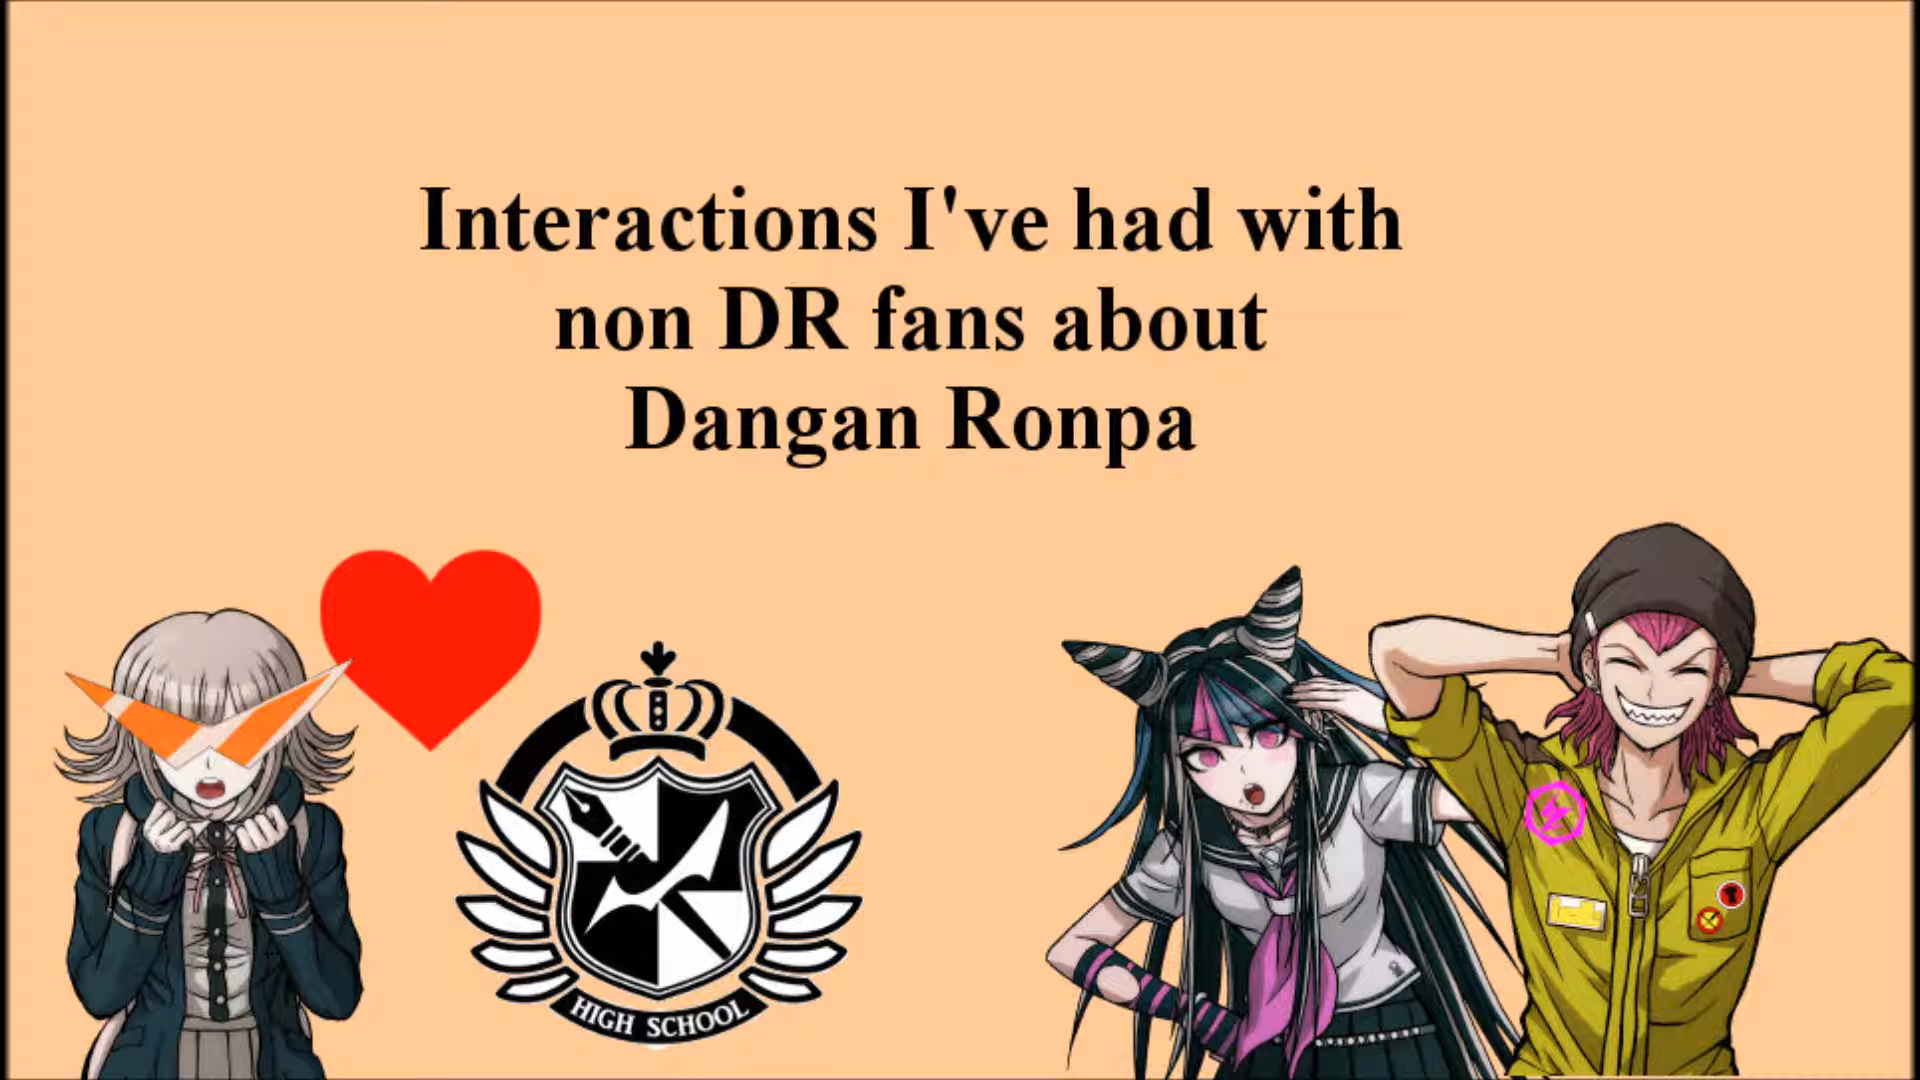 Interactions I've had with
non DR fans about
Dangan Ronpa
HIGH SCHOOL